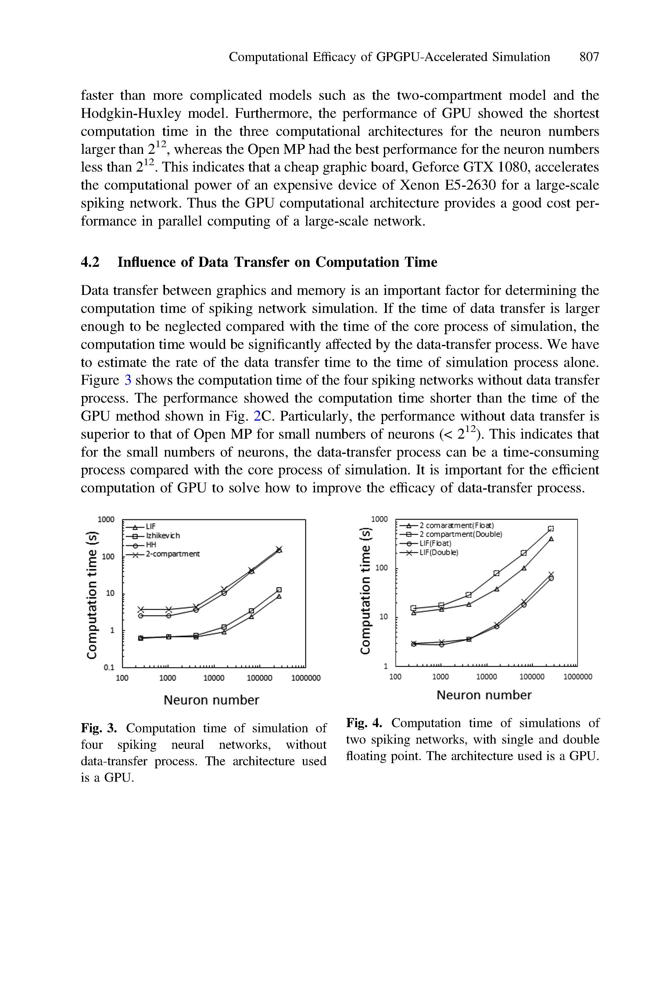 Computational Efficacy of GPGPU-Accelerated Simulation 807
faster than more complicated models such as the two-compartment model and the
Hodgkin-Huxley model. Furthermore, the performance of GPU showed the shortest
computation time in the three computational architectures for the neuron numbers
larger than 2¹², whereas the Open MP had the best performance for the neuron numbers
less than 2¹². This indicates that a cheap graphic board, Geforce GTX 1080, accelerates
the computational power of an expensive device of Xenon E5-2630 for a large-scale
spiking network. Thus the GPU computational architecture provides a good cost per-
formance in parallel computing of a large-scale network.
4.2 Influence of Data Transfer on Computation Time
Data transfer between graphics and memory is an important factor for determining the
computation time of spiking network simulation. If the time of data transfer is larger
enough to be neglected compared with the time of the core process of simulation, the
computation time would be significantly affected by the data-transfer process. We have
to estimate the rate of the data transfer time to the time of simulation process alone.
Figure 3 shows the computation time of the four spiking networks without data transfer
process. The performance showed the computation time shorter than the time of the
GPU method shown in Fig. 2C. Particularly, the performance without data transfer is
superior to that of Open MP for small numbers of neurons (< 2¹²). This indicates that
for the small numbers of neurons, the data-transfer process can be a time-consuming
process compared with the core process of simulation. It is important for the efficient
computation of GPU to solve how to improve the efficacy of data-transfer process.
Computation time (s)
1000
100
10
1
0.1
LIF
Izhikevich
HH
2-compartment
100 1000 10000 100000 1000000
Neuron number
Fig. 3. Computation time of simulation of
four spiking neural networks, without
data-transfer process. The architecture used
is a GPU.
Computation time (s)
1000
100
10
1
2 comaratment(Float)
2 compartment(Double)
LIF(Float)
LIF(Double)
100 1000 10000 100000 1000000
Neuron number
Fig. 4. Computation time of simulations of
two spiking networks, with single and double
floating point. The architecture used is a GPU.